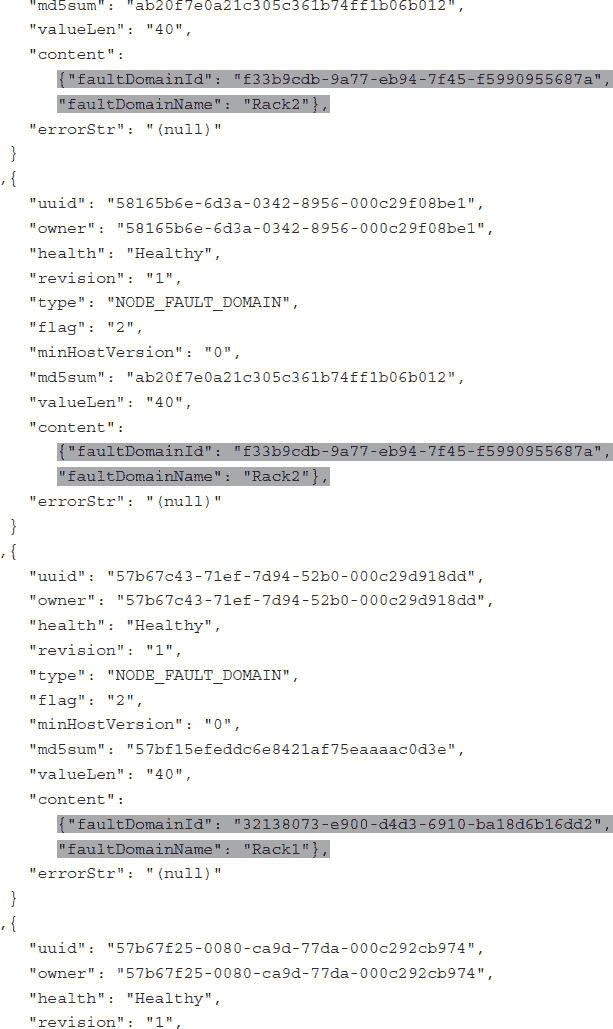 "md5sum": "ab20f7e0a21c305c361b74ff1b06b012",
"valueLen": "40",
"content":
{"faultDomainId": "f33b9cdb-9a77-eb94-7f45-f5990955687a",
"faultDomainName": "Rack2"},
"errorStr": "(null)"
}
,{
"uuid": "58165b6e-6d3a-0342-8956-000c29f08be1",
"owner": "58165b6e-6d3a-0342-8956-000c29f08be1",
"health": "Healthy",
"revision": "1",
"type": "NODE_FAULT_DOMAIN",
"flag": "2",
"minHostVersion": "0",
"md5sum": "ab20f7e0a21c305c361b74ff1b06b012",
"valueLen": "40",
"content":
{"faultDomainId": "f33b9cdb-9a77-eb94-7f45-f5990955687a",
"faultDomainName": "Rack2"},
"errorStr": "(null)"
}
,{
"uuid": "57b67c43-71ef-7d94-52b0-000c29d918dd",
"owner": "57b67c43-71ef-7d94-52b0-000c29d918dd",
"health": "Healthy",
"revision": "1",
"type": "NODE_FAULT_DOMAIN",
"flag": "2",
"minHostVersion": "0",
"md5sum": "57bf15efeddc6e8421af75eaaaac0d3e",
"valueLen": "40",
"content":
{"faultDomainId": "32138073-e900-d4d3-6910-ba18d6b16dd2",
"faultDomainName": "Rack1"},
"errorStr": "(null)"
}
,{
"uuid": "57b67f25-0080-ca9d-77da-000c292cb974",
"owner": "57b67f25-0080-ca9d-77da-000c292cb974",
"health": "Healthy",
"revision": "1",